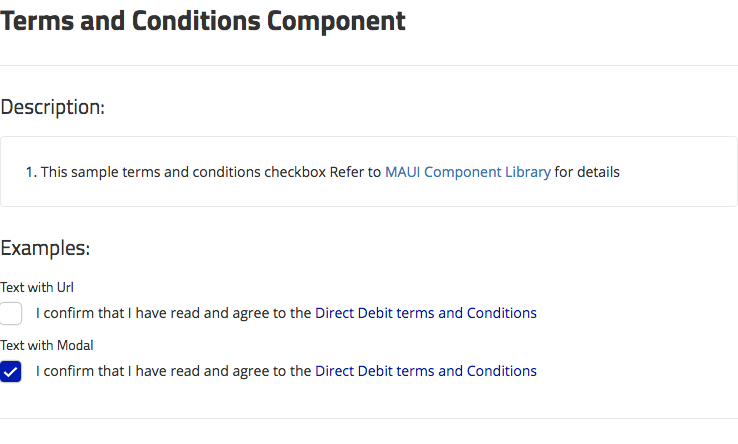 Terms and Conditions Component
Description:
1. This sample terms and conditions checkbox Refer to MAUI Component Library for details
Examples:
Text with Url
I confirm that I have read and agree to the Direct Debit terms and Conditions
Text with Modal
I confirm that I have read and agree to the Direct Debit terms and Conditions